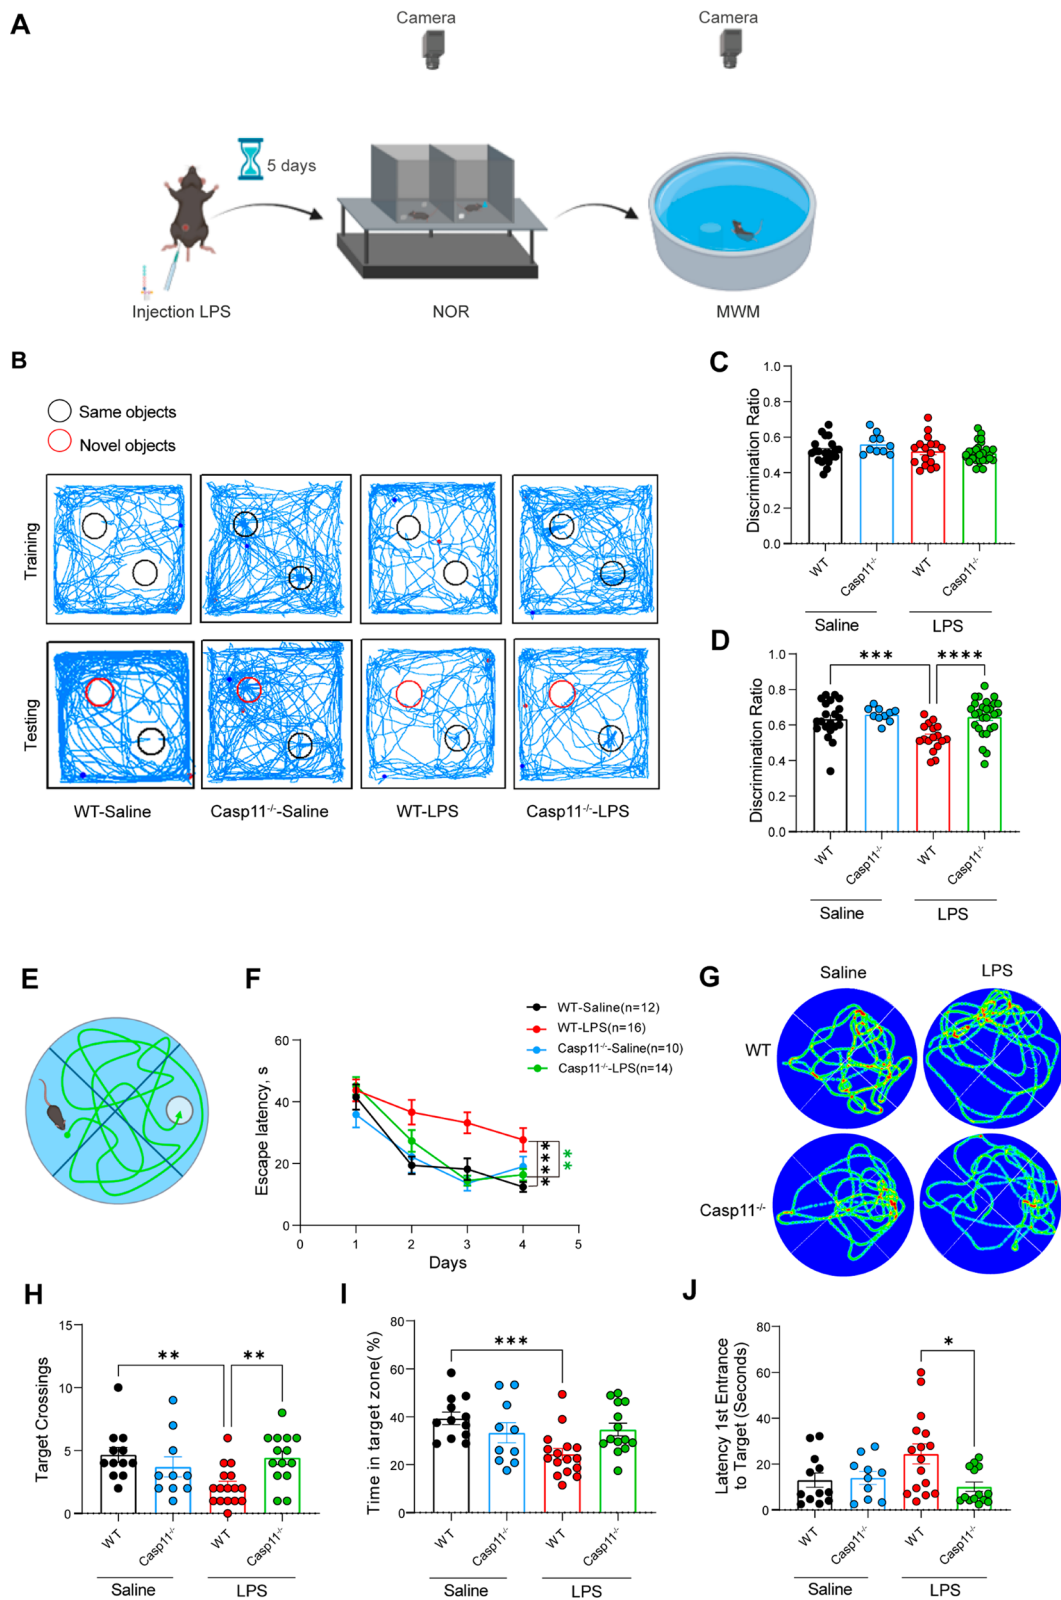 A
Camera
Camera
5 days
Injection LPS
NOR
MWM
B
Same objects
Novel objects
Training
Testing
WT-Saline
Casp11-/--Saline
WT-LPS
Casp11-/--LPS
C
Discrimination Ratio
1.0
0.8
0.6
0.4
0.2
0.0
WT
Casp11-/-
WT
Casp11-/-
Saline
LPS
D
Discrimination Ratio
1.0
0.8
0.6
0.4
0.2
0.0
***
****
WT
Casp11-/-
WT
Casp11-/-
Saline
LPS
E
F
WT-Saline(n=12)
WT-LPS(n=16)
Casp11-/--Saline(n=10)
Casp11-/--LPS(n=14)
Escape latency, s
60
40
20
0
0
1
2
3
4
5
Days
****
**
G
Saline
LPS
WT
Casp11-/-
H
Target Crossings
15
10
5
0
**
**
WT
Casp11-/-
WT
Casp11-/-
Saline
LPS
I
Time in target zone( %)
80
60
40
20
0
***
WT
Casp11-/-
WT
Casp11-/-
Saline
LPS
J
Latency 1st Entrance
to Target (Seconds)
80
60
40
20
0
*
WT
Casp11-/-
WT
Casp11-/-
Saline
LPS